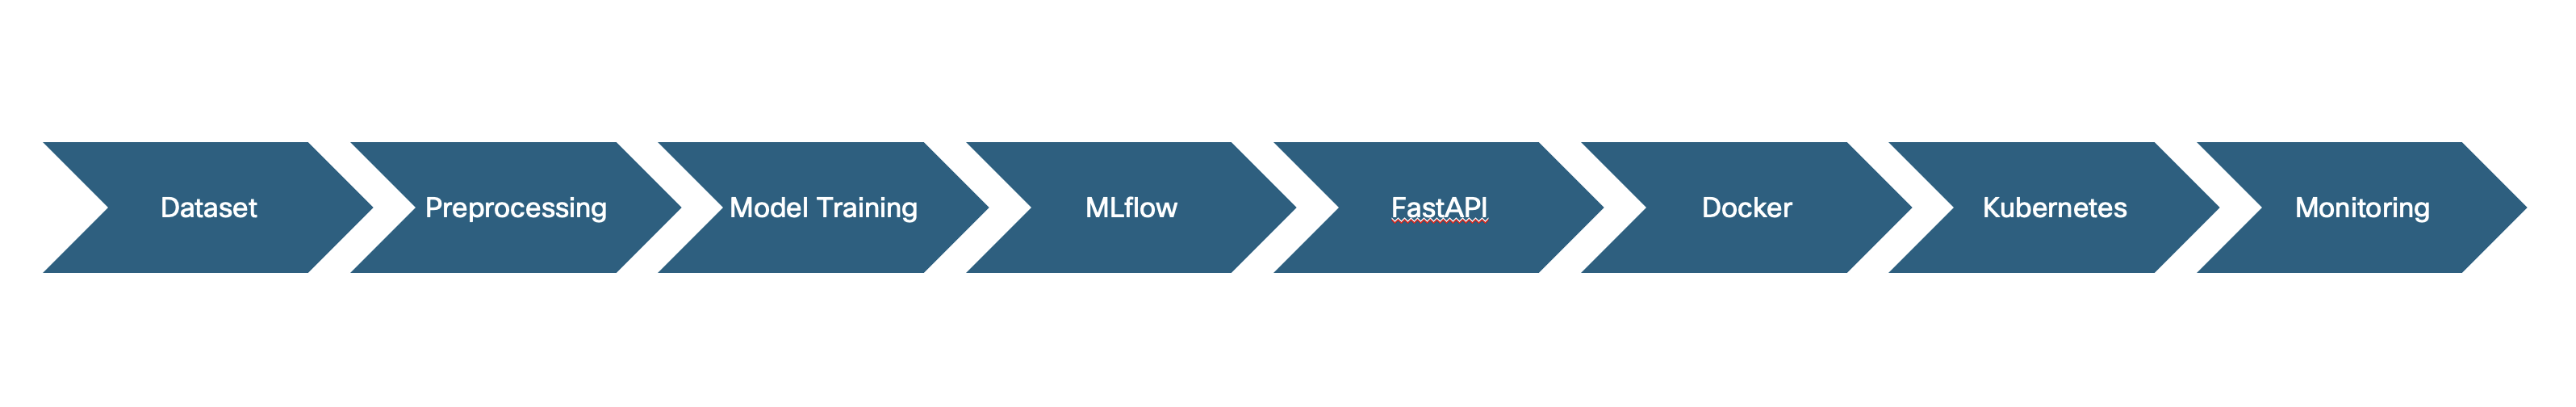 Dataset
Preprocessing
Model Training
MLflow
FastAPI
Docker
Kubernetes
Monitoring